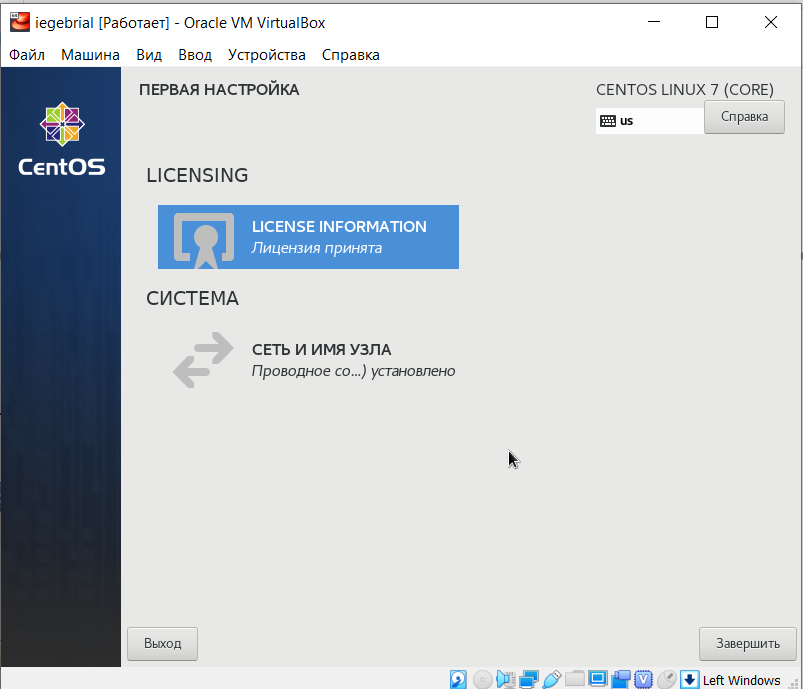 iegebrial [Работает] - Oracle VM VirtualBox
Файл Машина Вид Ввод Устройства Справка
ПЕРВАЯ НАСТРОЙКА
CENTOS LINUX 7 (CORE)
us
Справка
CentOS
LICENSING
LICENSE INFORMATION
Лицензия принята
СИСТЕМА
СЕТЬ И ИМЯ УЗЛА
Проводное со...) установлено
Выход
Завершить
V
Left Windows